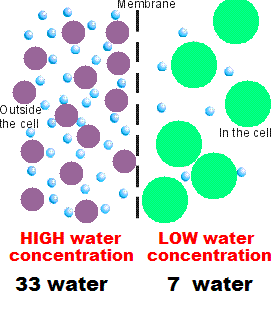 Membrane
Outside
the cell
In the cell
HIGH water
concentration
LOW water
concentration
33 water
7 water